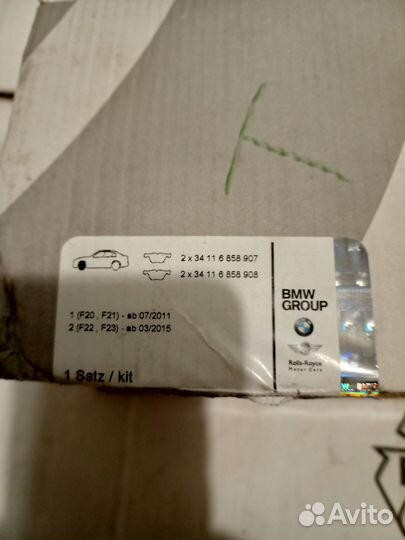 2 x 34 11 6 858 907
2 x 34 11 6 858 908
1 (F20 , F21) - ab 07/2011
2 (F22 , F23) - ab 03/2015
1 Satz / kit
BMW
GROUP
Rolls-Royce
Motor Cars
Avito